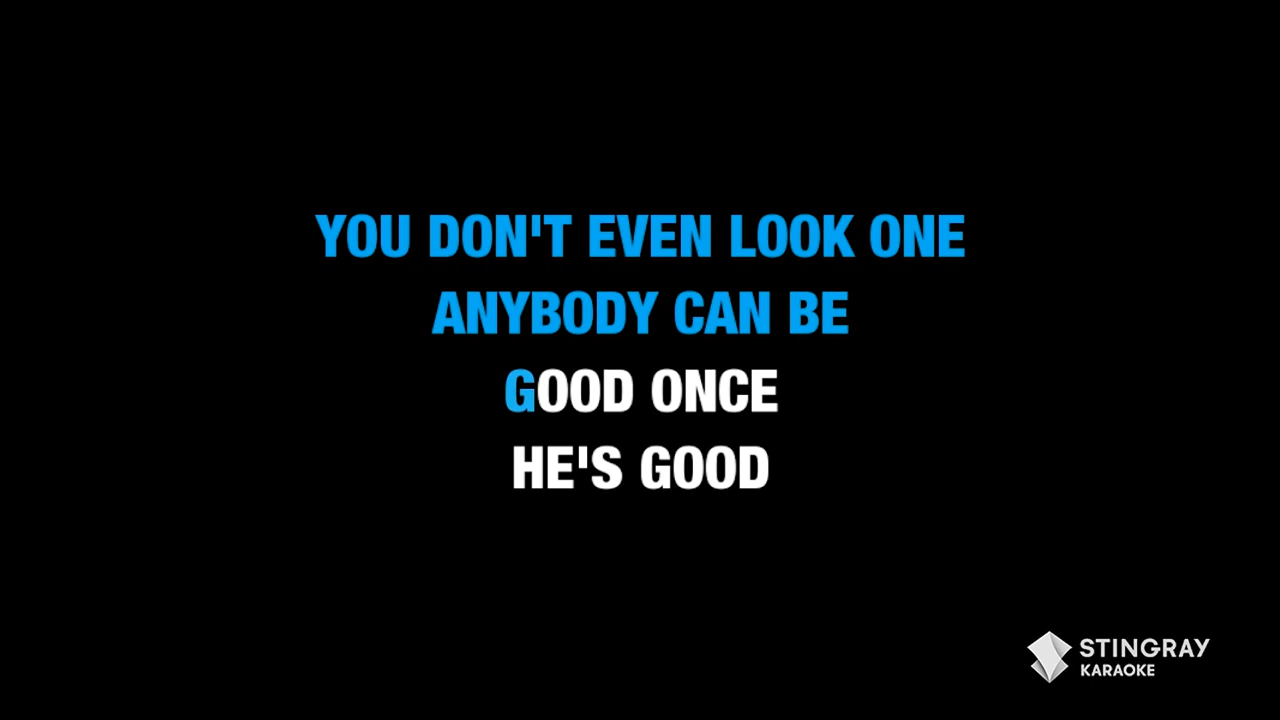 YOU DON'T EVEN LOOK ONE
ANYBODY CAN BE
GOOD ONCE
HE'S GOOD
STINGRAY
KARAOKE